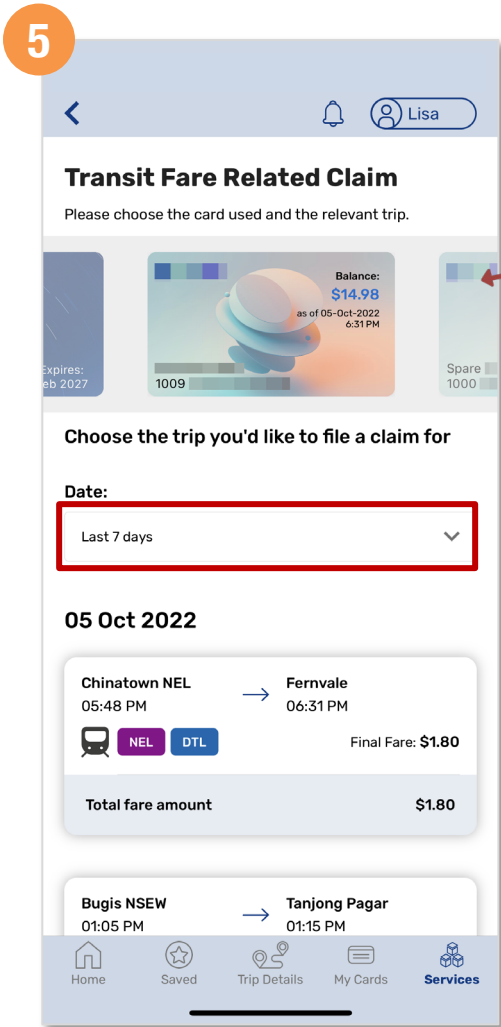 5
Lisa
Transit Fare Related Claim
Please choose the card used and the relevant trip.
Balance:
$14.98
as of 05-Oct-2022
6:31 PM
Expires:
eb 2027
1009
Spare
1000
Choose the trip you'd like to file a claim for
Date:
Last 7 days
05 Oct 2022
Chinatown NEL
Fernvale
05:48 PM
06:31 PM
NEL DTL
Final Fare: $1.80
Total fare amount $1.80
Bugis NSEW
Tanjong Pagar
01:05 PM
01:15 PM
Home Saved Trip Details My Cards Services